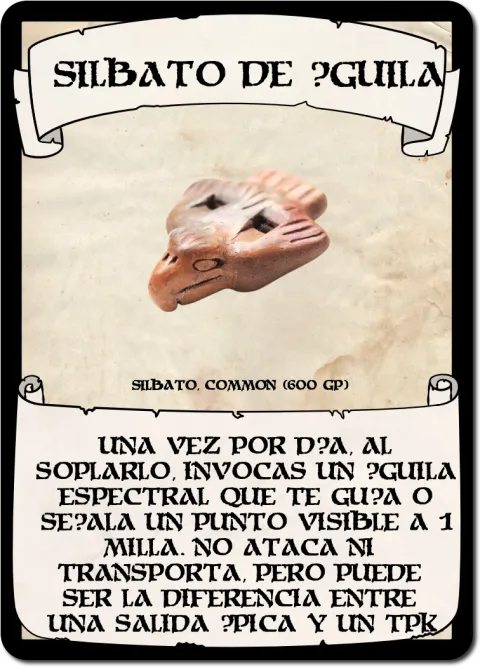 SILBATO DE ?GUILA
SILBATO, COMMON (600 GP)
UNA VEZ POR D?A, AL
SOPLARLO, INVOCAS UN ?GUILA
ESPECTRAL QUE TE GU?A O
SE?ALA UN PUNTO VISIBLE A 1
MILLA. NO ATACA NI
TRANSPORTA, PERO PUEDE
SER LA DIFERENCIA ENTRE
UNA SALIDA ?PICA Y UN TPK